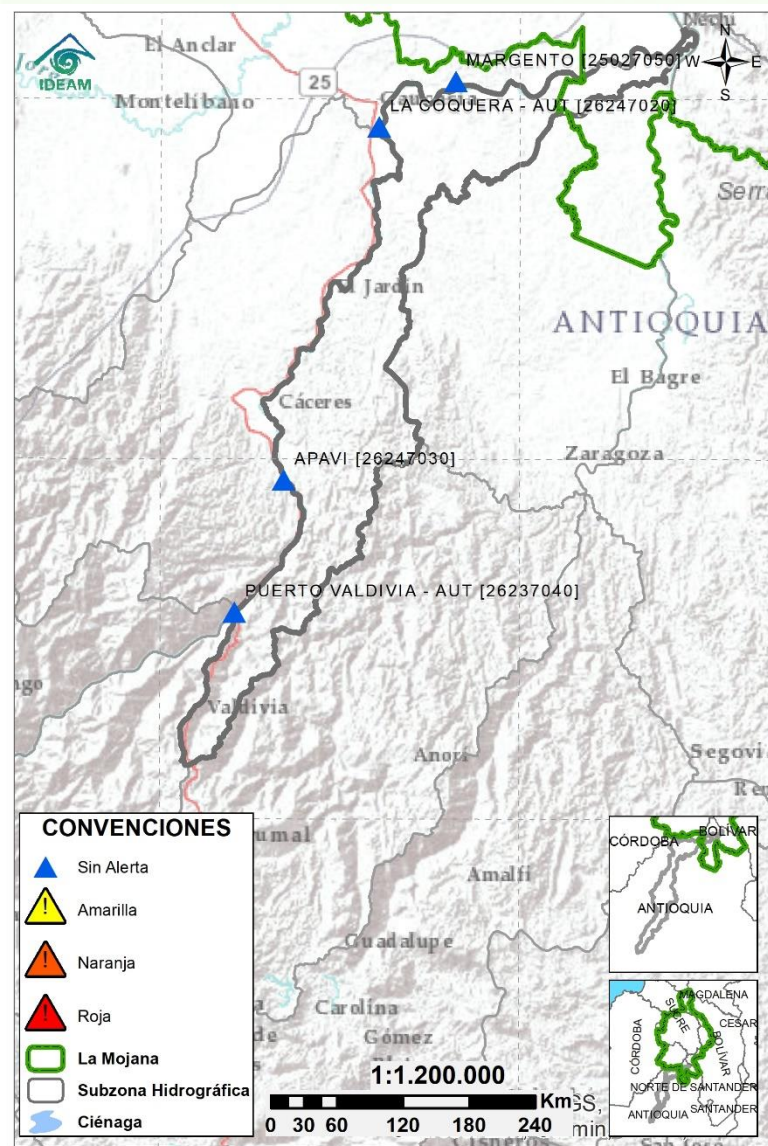 IDEAM
El Anclar
Nechí
N
W
E
S
MARGENTO [25027050]
25
Montelíbano
Caucasia
LA COQUERA - AUT [26247020]
El Jardín
ANTIOQUIA
El Bagre
Cáceres
Zaragoza
APAVI [26247030]
PUERTO VALDIVIA - AUT [26237040]
Valdivia
Anorí
Segovia
Amalfi
Guadalupe
Carolina
Gómez
CONVENCIONES
Sin Alerta
Amarilla
Naranja
Roja
La Mojana
Subzona Hidrográfica
Ciénaga
1:1.200.000
0 30 60 120 180 240 Km
CÓRDOBA
BOLÍVAR
ANTIOQUIA
MAGDALENA
SUCRE
CESAR
CÓRDOBA
BOLÍVAR
NORTE DE SANTANDER
ANTIOQUIA
SANTANDER